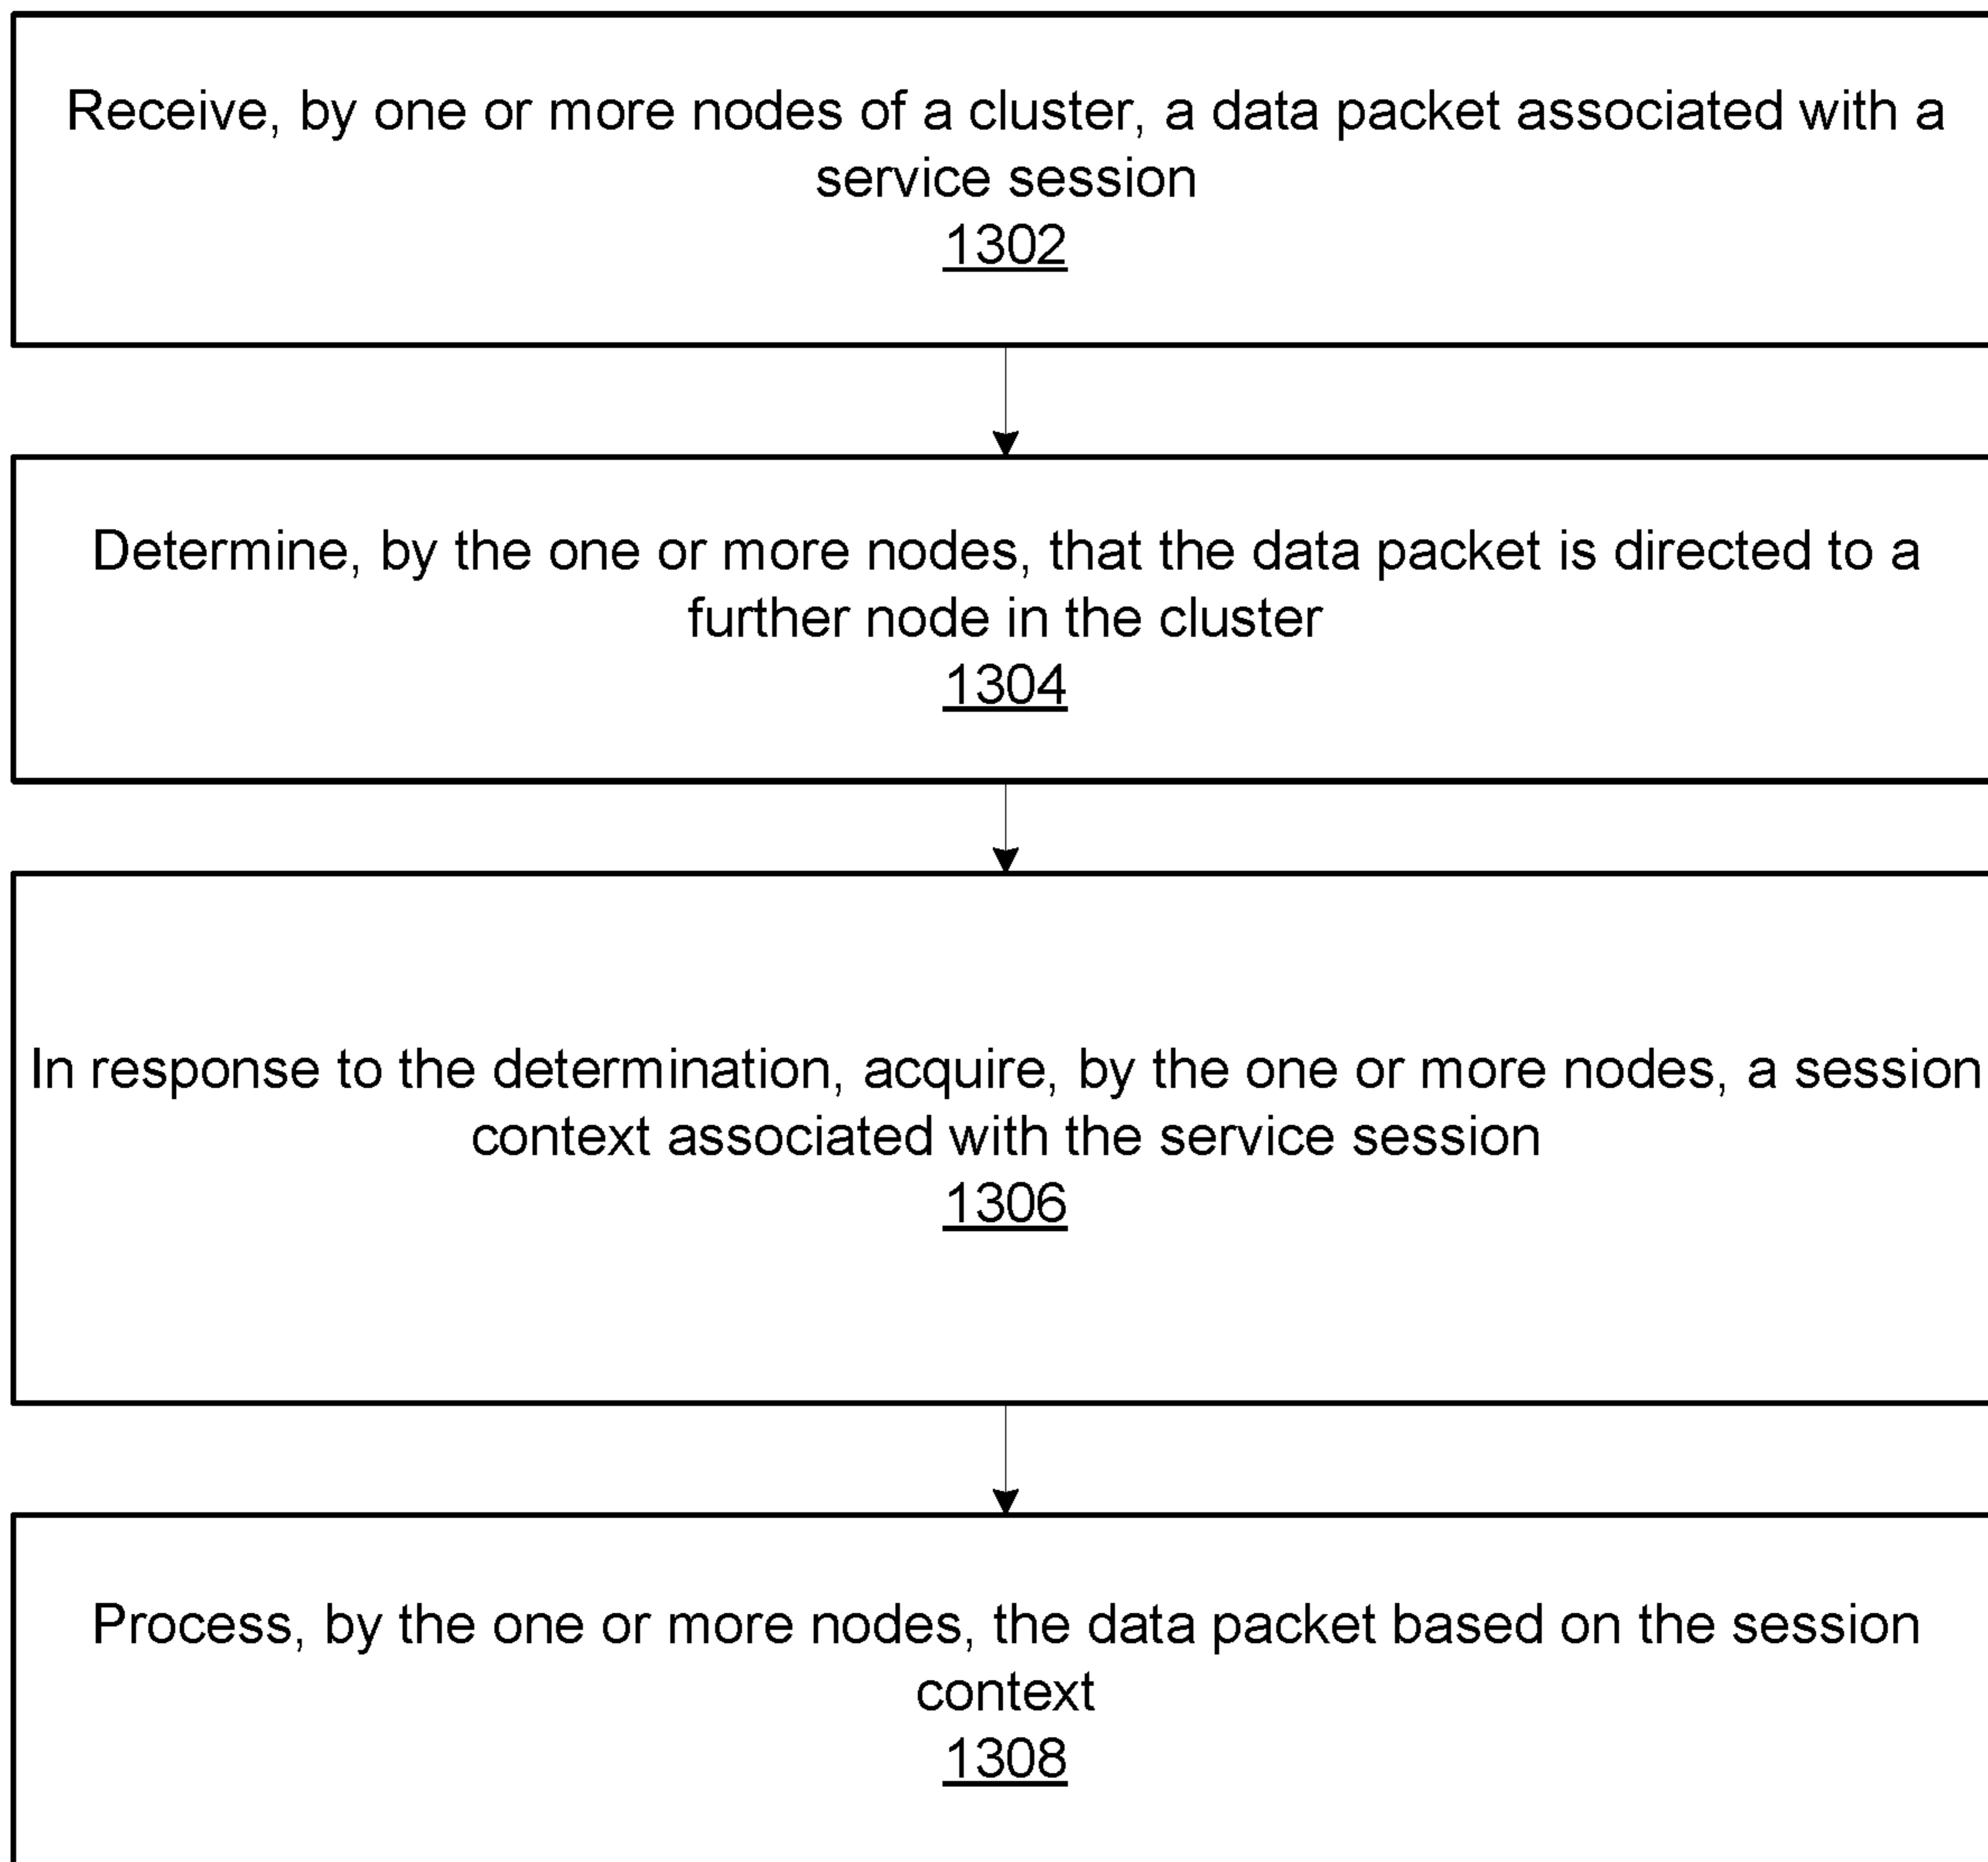 Receive, by one or more nodes of a cluster, a data packet associated with a
service session
1302
Determine, by the one or more nodes, that the data packet is directed to a
further node in the cluster
1304
In response to the determination, acquire, by the one or more nodes, a session
context associated with the service session
1306
Process, by the one or more nodes, the data packet based on the session
context
1308